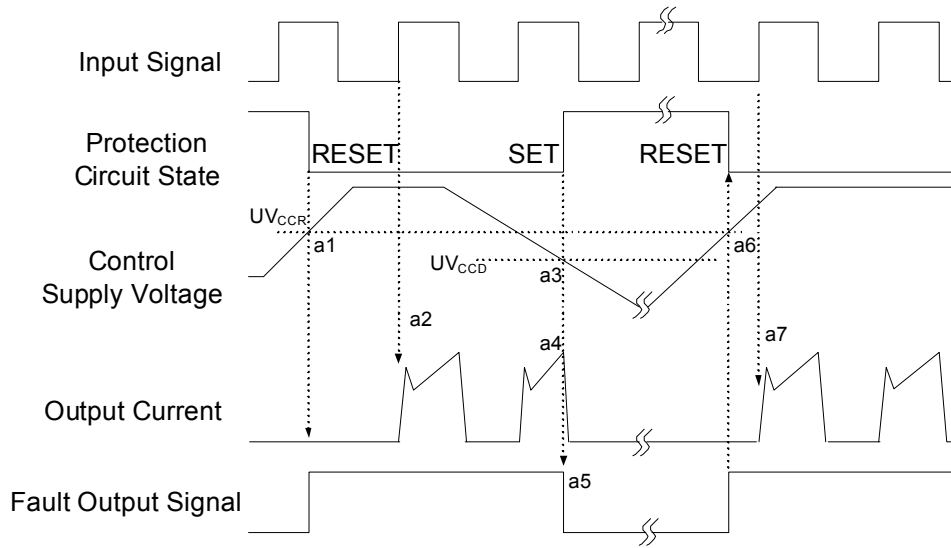 Input Signal
Protection
Circuit State
RESET
SET
RESET
UVCCR
a1
a6
Control
Supply Voltage
UVCCD
a3
a2
a4
a7
Output Current
a5
Fault Output Signal